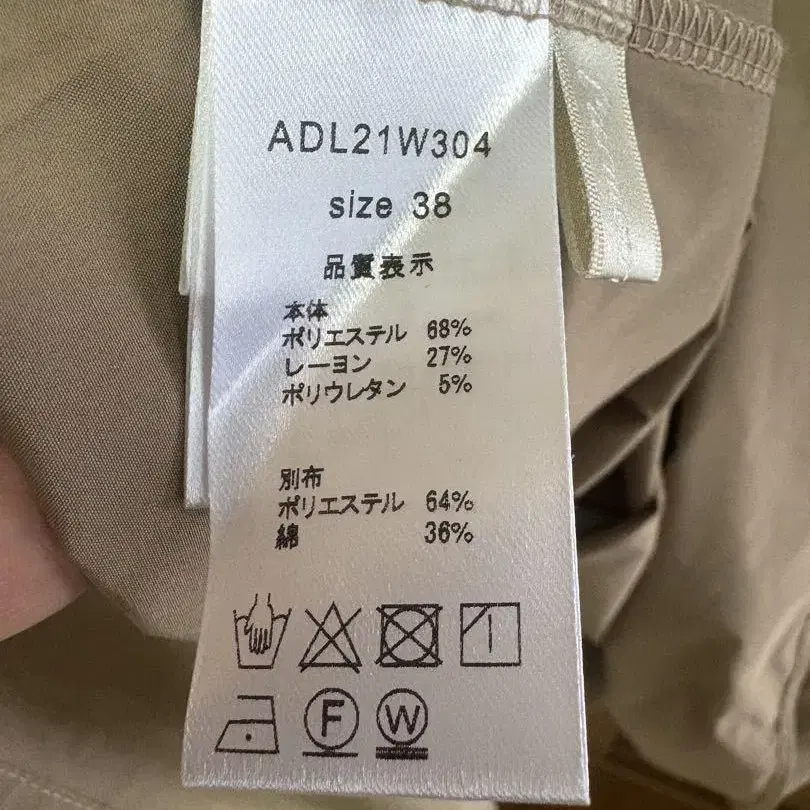 ADL21W304
size 38
品質表示
本体
ポリエステル 68%
レーヨン 27%
ポリウレタン 5%
別布
ポリエステル 64%
綿 36%
F W